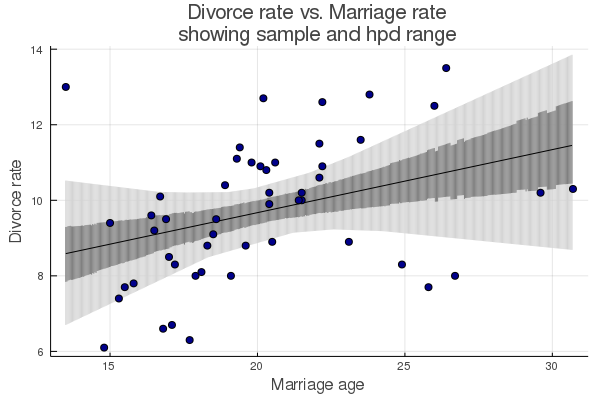 Divorce rate vs. Marriage rate
showing sample and hpd range
Divorce rate
14
12
10
8
6
15
20
25
30
Marriage age